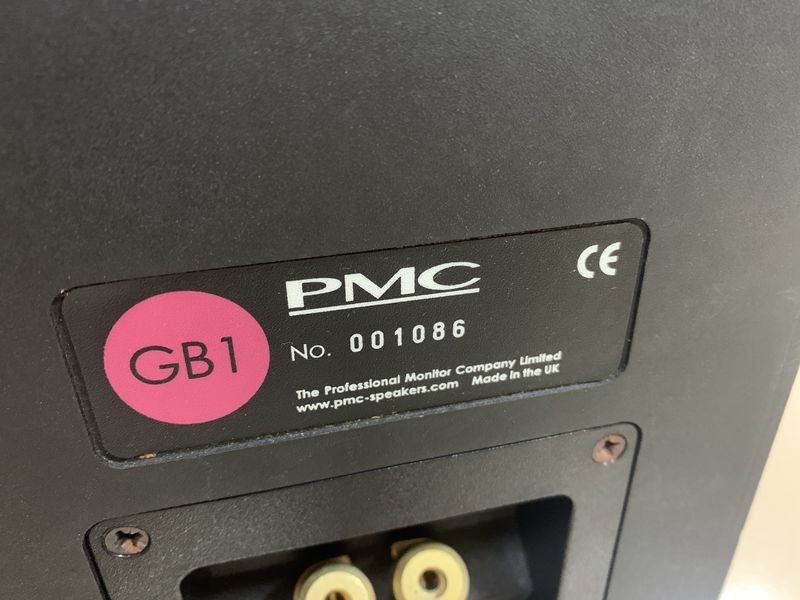 PMC
CE
GB1
No. 001086
The Professional Monitor Company Limited
www.pmc-speakers.com Made in the UK